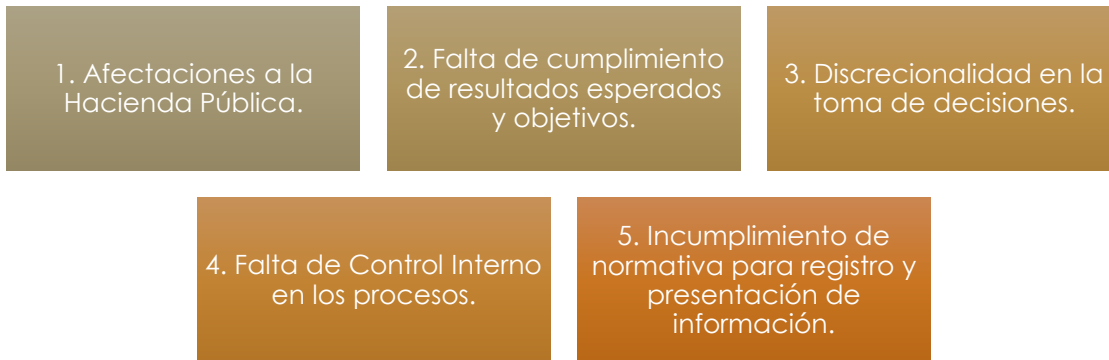 1. Afectaciones a la
Hacienda Pública.
2. Falta de cumplimiento
de resultados esperados
y objetivos.
3. Discrecionalidad en la
toma de decisiones.
4. Falta de Control Interno
en los procesos.
5. Incumplimiento de
normativa para registro y
presentación de
información.